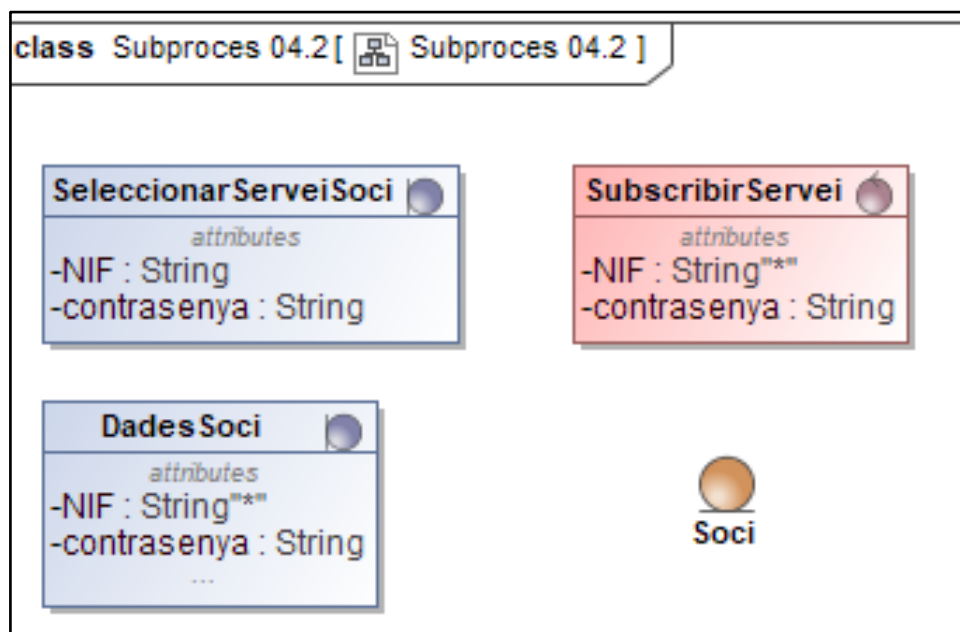 class Subproces 04.2[ Subproces 04.2 ]
SeleccionarServeiSoci
attributes
-NIF : String
-contrasenya : String
SubscribirServei
attributes
-NIF : String"*"
-contrasenya : String
DadesSoci
attributes
-NIF : String"*"
-contrasenya : String
...
Soci